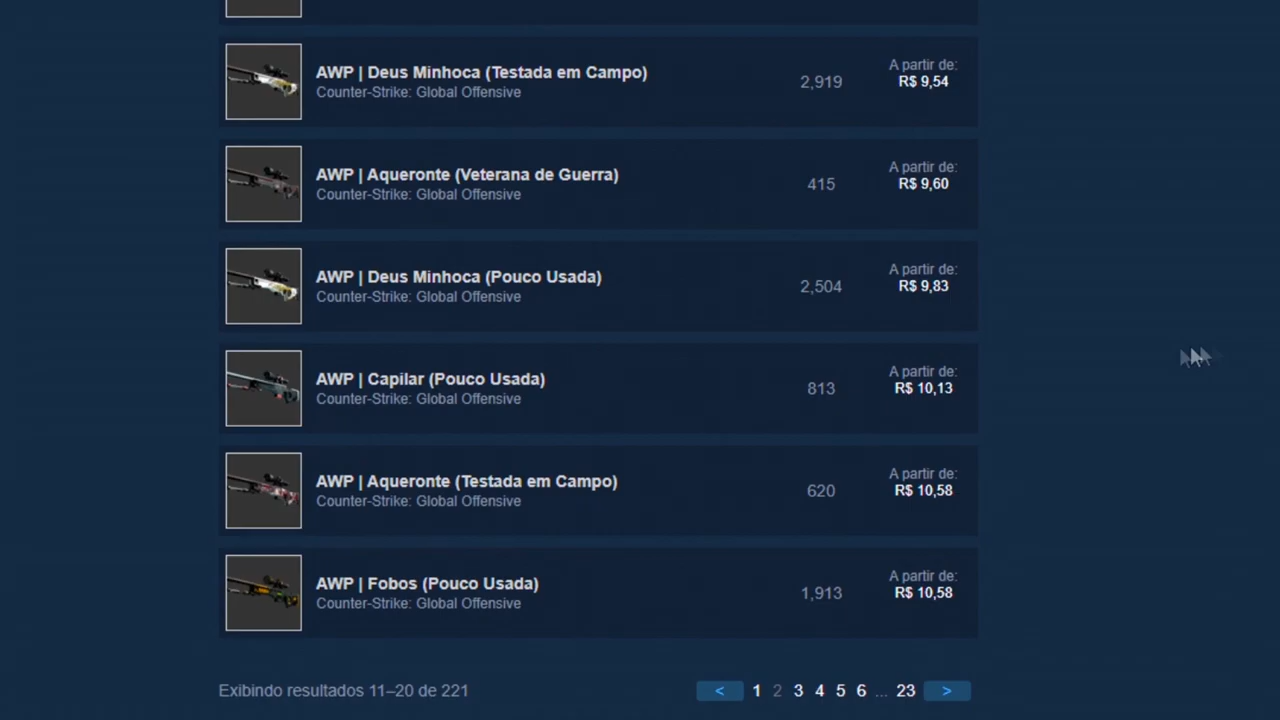 AWP | Deus Minhoca (Testada em Campo)
Counter-Strike: Global Offensive
2,919
A partir de:
R$ 9,54
AWP | Aqueronte (Veterana de Guerra)
Counter-Strike: Global Offensive
415
A partir de:
R$ 9,60
AWP | Deus Minhoca (Pouco Usada)
Counter-Strike: Global Offensive
2,504
A partir de:
R$ 9,83
AWP | Capilar (Pouco Usada)
Counter-Strike: Global Offensive
813
A partir de:
R$ 10,13
AWP | Aqueronte (Testada em Campo)
Counter-Strike: Global Offensive
620
A partir de:
R$ 10,58
AWP | Fobos (Pouco Usada)
Counter-Strike: Global Offensive
1,913
A partir de:
R$ 10,58
Exibindo resultados 11–20 de 221
< 1 2 3 4 5 6 ... 23 >